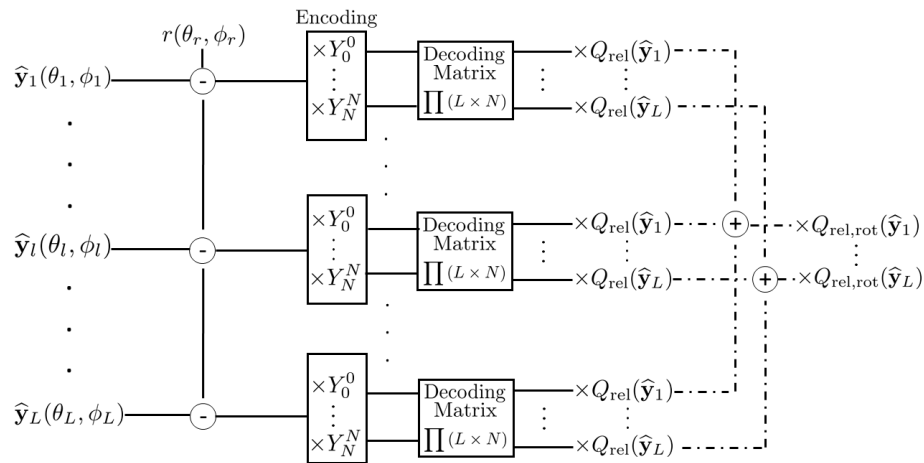 Encoding
r(θ_r, ϕ_r)
ŷ_1(θ_1, ϕ_1)
-
×Y_0^0
⋮
×Y_N^N
Decoding
Matrix
∏ (L × N)
×Q_rel(ŷ_1)
⋮ ⋮
×Q_rel(ŷ_L)
ŷ_l(θ_l, ϕ_l)
-
×Y_0^0
⋮
×Y_N^N
Decoding
Matrix
∏ (L × N)
×Q_rel(ŷ_1)
⋮ ⋮
×Q_rel(ŷ_L)
+
+
×Q_rel,rot(ŷ_1)
⋮
×Q_rel,rot(ŷ_L)
ŷ_L(θ_L, ϕ_L)
-
×Y_0^0
⋮
×Y_N^N
Decoding
Matrix
∏ (L × N)
×Q_rel(ŷ_1)
⋮ ⋮
×Q_rel(ŷ_L)